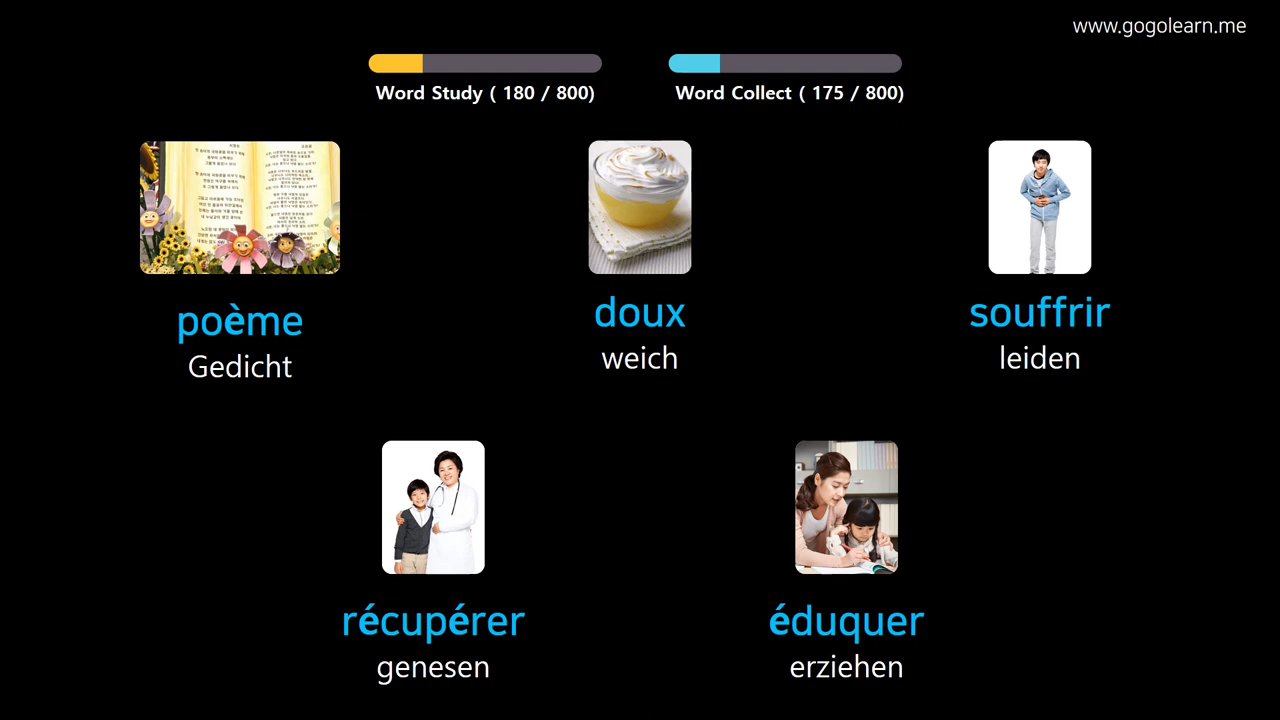 www.gogolearn.me
Word Study ( 180 / 800)
Word Collect ( 175 / 800)
poème
Gedicht
doux
weich
souffrir
leiden
récupérer
genesen
éduquer
erziehen